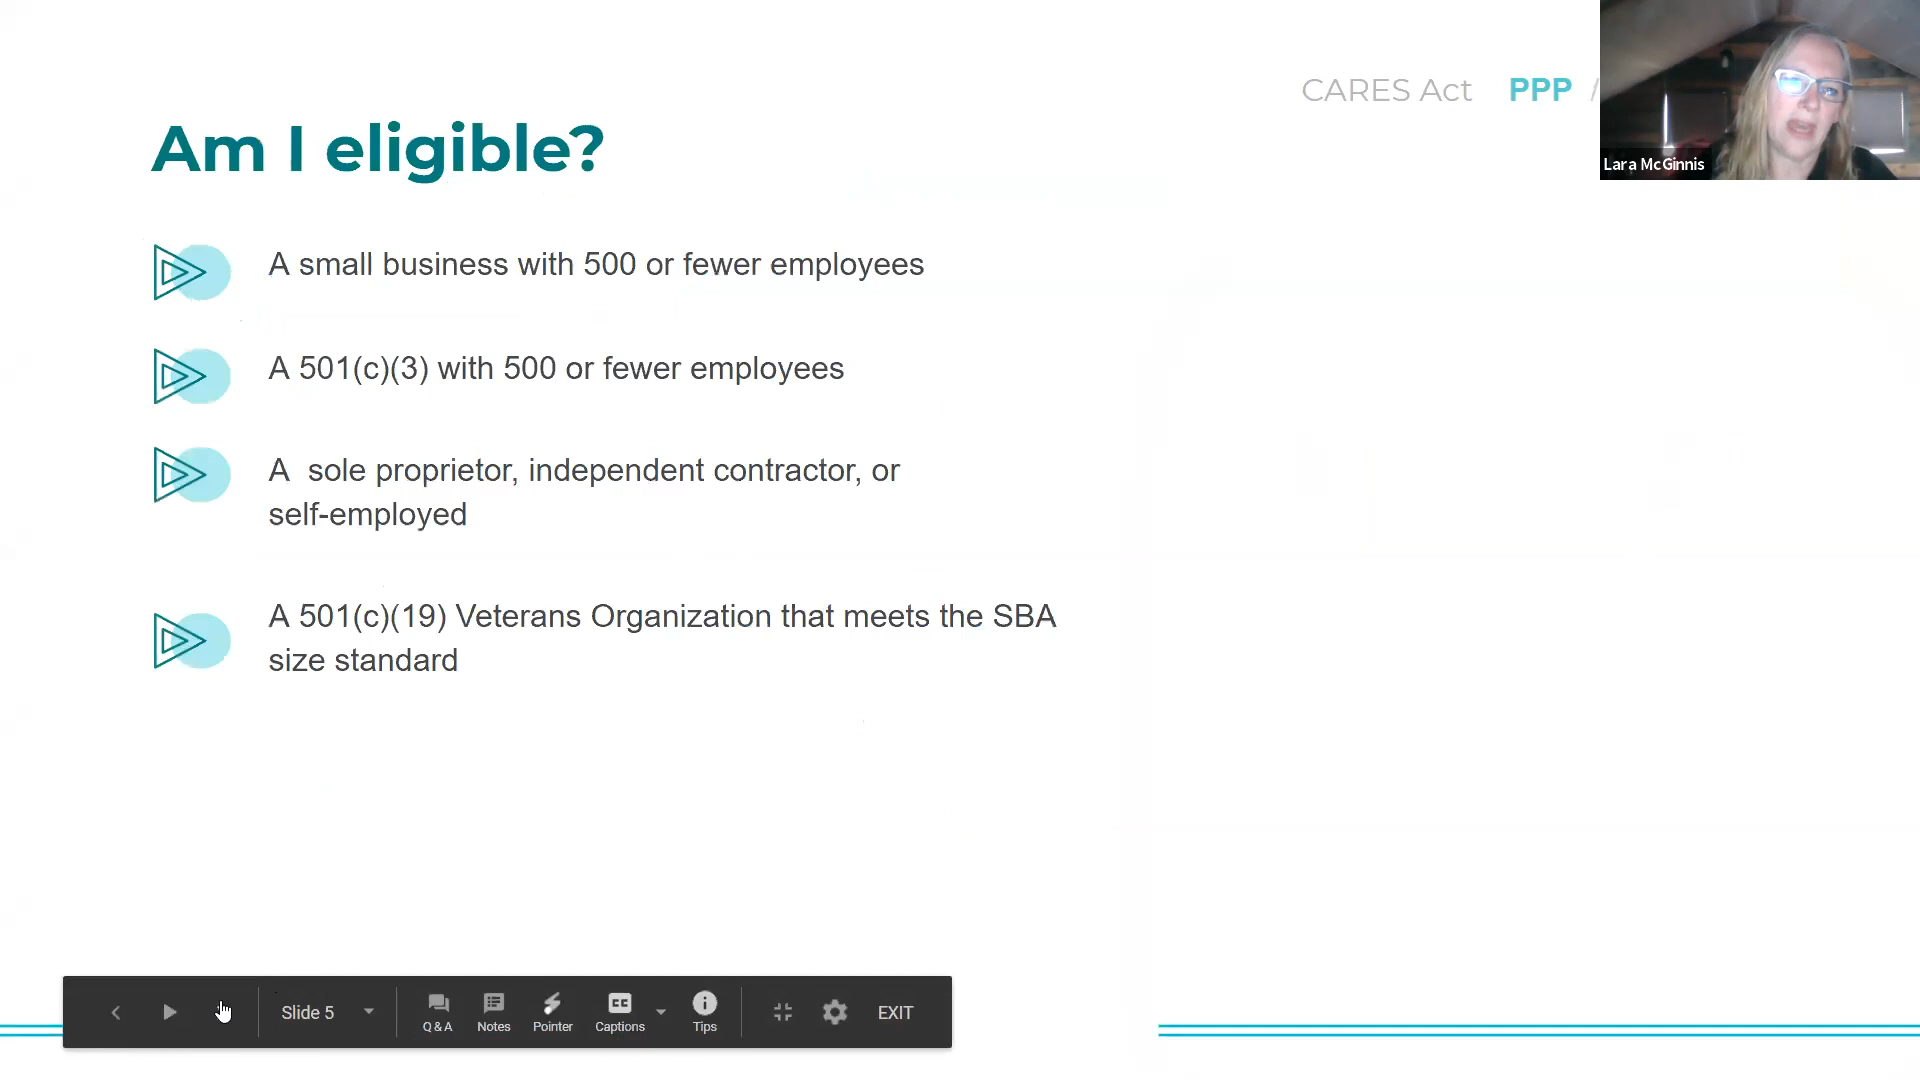 CARES Act PPP /
Lara McGinnis
Am I eligible?
A small business with 500 or fewer employees
A 501(c)(3) with 500 or fewer employees
A sole proprietor, independent contractor, or
self-employed
A 501(c)(19) Veterans Organization that meets the SBA
size standard
Slide 5
Q & A
Notes
Pointer
CC
Captions
Tips
EXIT